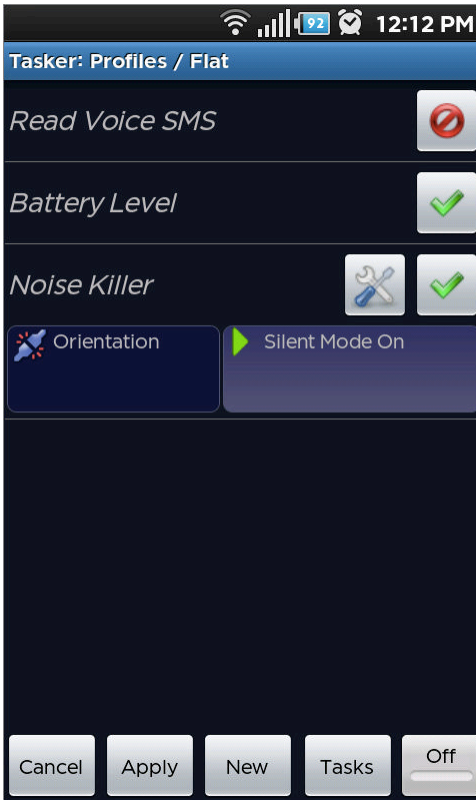 92 12:12 PM
Tasker: Profiles / Flat
Read Voice SMS
Battery Level
Noise Killer
Orientation Silent Mode On
Cancel Apply New Tasks Off